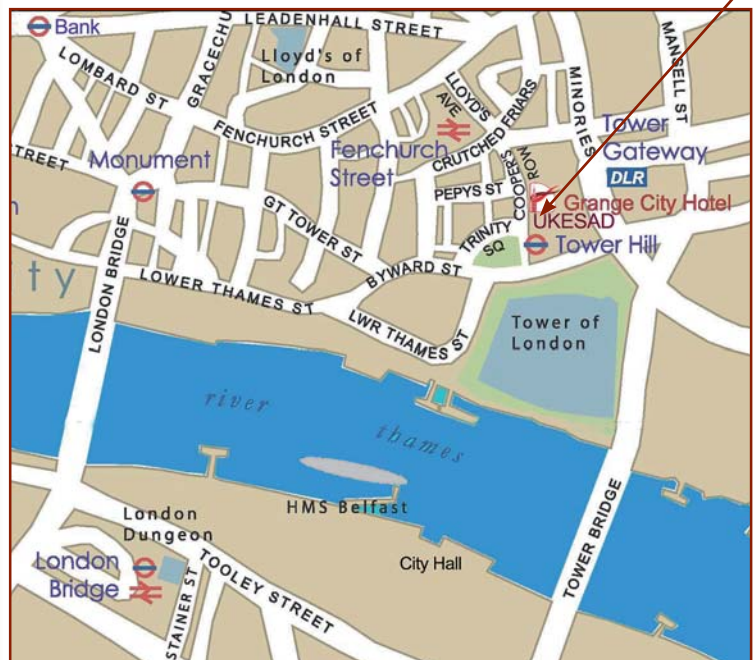 LEADENHALL STREET
Bank
Lloyd's of
London
GRACECHU
LOMBARD ST
FENCHURCH STREET
LLOYD'S
AVE
CRUTCHED FRIARS
MINORIES
MANSELL ST
Tower
Gateway
DLR
Fenchurch
Street
TREET
Monument
PEPYS ST
COOPERS
ROW
Grange City Hotel
UKESAD
Tower Hill
TRINITY
SQ
GT TOWER ST
BYWARD ST
n
ty
LONDON BRIDGE
LOWER THAMES ST
LWR THAMES ST
Tower of
London
river
thames
HMS Belfast
City Hall
TOWER BRIDGE
London
Dungeon
London
Bridge
STAINER ST
TOOLEY STREET